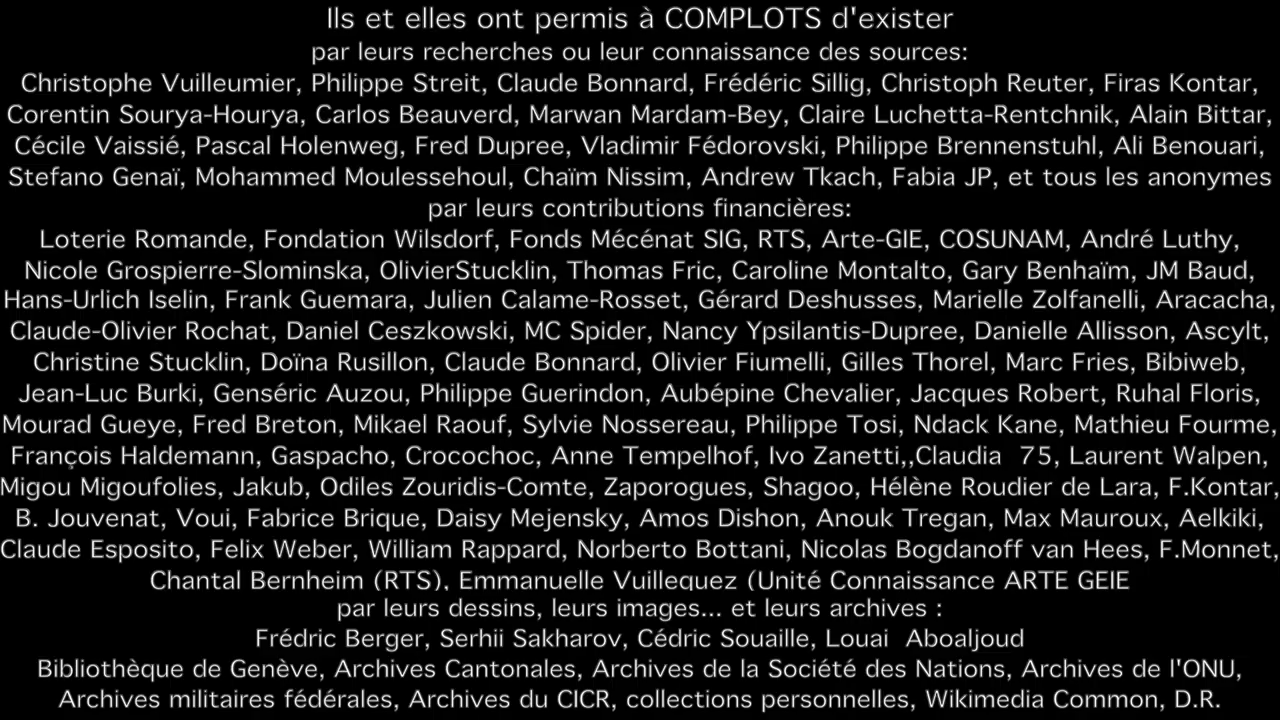 Ils et elles ont permis à COMPLOTS d'exister
par leurs recherches ou leur connaissance des sources:
Christophe Vuilleumier, Philippe Streit, Claude Bonnard, Frédéric Sillig, Christoph Reuter, Firas Kontar,
Corentin Sourya-Hourya, Carlos Beauverd, Marwan Mardam-Bey, Claire Luchetta-Rentchnik, Alain Bittar,
Cécile Vaissié, Pascal Holenweg, Fred Dupree, Vladimir Fédorovski, Philippe Brennenstuhl, Ali Benouari,
Stefano Genaï, Mohammed Moulessehoul, Chaïm Nissim, Andrew Tkach, Fabia JP, et tous les anonymes
par leurs contributions financières:
Loterie Romande, Fondation Wilsdorf, Fonds Mécénat SIG, RTS, Arte-GIE, COSUNAM, André Luthy,
Nicole Grospierre-Slominska, OlivierStucklin, Thomas Fric, Caroline Montalto, Gary Benhaïm, JM Baud,
Hans-Urlich Iselin, Frank Guemara, Julien Calame-Rosset, Gérard Deshusses, Marielle Zolfanelli, Aracacha,
Claude-Olivier Rochat, Daniel Ceszkowski, MC Spider, Nancy Ypsilantis-Dupree, Danielle Allisson, Ascylt,
Christine Stucklin, Doïna Rusillon, Claude Bonnard, Olivier Fiumelli, Gilles Thorel, Marc Fries, Bibiweb,
Jean-Luc Burki, Genséric Auzou, Philippe Guerindon, Aubépine Chevalier, Jacques Robert, Ruhal Floris,
Mourad Gueye, Fred Breton, Mikael Raouf, Sylvie Nossereau, Philippe Tosi, Ndack Kane, Mathieu Fourme,
François Haldemann, Gaspacho, Crocochoc, Anne Tempelhof, Ivo Zanetti,,Claudia  75, Laurent Walpen,
Migou Migoufolies, Jakub, Odiles Zouridis-Comte, Zaporogues, Shagoo, Hélène Roudier de Lara, F.Kontar,
B. Jouvenat, Voui, Fabrice Brique, Daisy Mejensky, Amos Dishon, Anouk Tregan, Max Mauroux, Aelkiki,
Claude Esposito, Felix Weber, William Rappard, Norberto Bottani, Nicolas Bogdanoff van Hees, F.Monnet,
Chantal Bernheim (RTS), Emmanuelle Vuillequez (Unité Connaissance ARTE GEIE
par leurs dessins, leurs images... et leurs archives :
Frédric Berger, Serhii Sakharov, Cédric Souaille, Louai  Aboaljoud
Bibliothèque de Genève, Archives Cantonales, Archives de la Société des Nations, Archives de l'ONU,
Archives militaires fédérales, Archives du CICR, collections personnelles, Wikimedia Common, D.R.